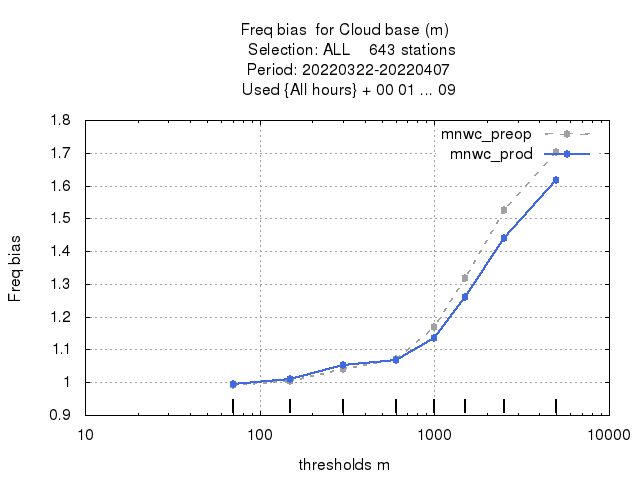 Freq bias  for Cloud base (m)
Selection: ALL    643 stations
Period: 20220322-20220407
Used {All hours} + 00 01 ... 09
mnwc_preop
mnwc_prod
1.8
1.7
1.6
1.5
1.4
1.3
1.2
1.1
1
0.9
Freq bias
10
100
1000
10000
thresholds m